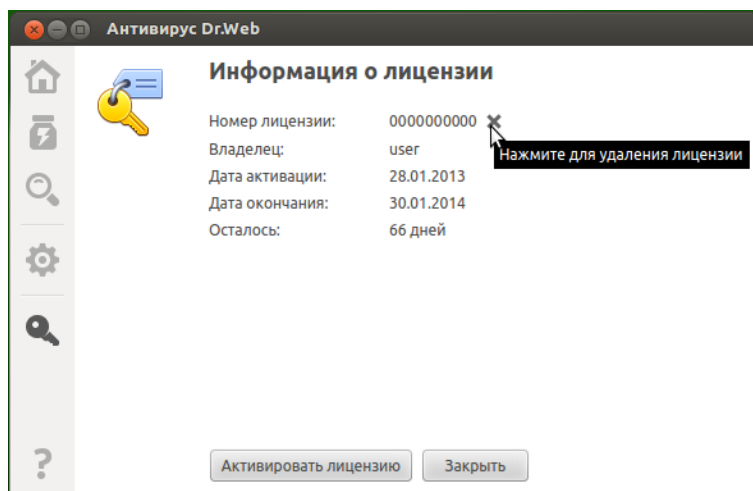 Антивирус Dr.Web
Информация о лицензии
Номер лицензии: 0000000000
Нажмите для удаления лицензии
Владелец: user
Дата активации: 28.01.2013
Дата окончания: 30.01.2014
Осталось: 66 дней
?
Активировать лицензию Закрыть